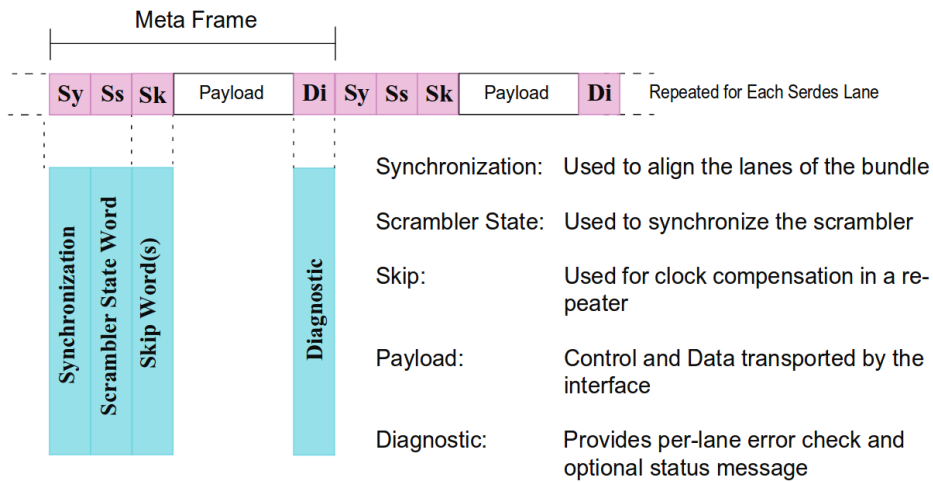 Meta Frame
Sy Ss Sk Payload Di Sy Ss Sk Payload Di Repeated for Each Serdes Lane
Synchronization
Scrambler State Word
Skip Word(s)
Diagnostic
Synchronization: Used to align the lanes of the bundle
Scrambler State: Used to synchronize the scrambler
Skip: Used for clock compensation in a re-
peater
Payload: Control and Data transported by the
interface
Diagnostic: Provides per-lane error check and
optional status message